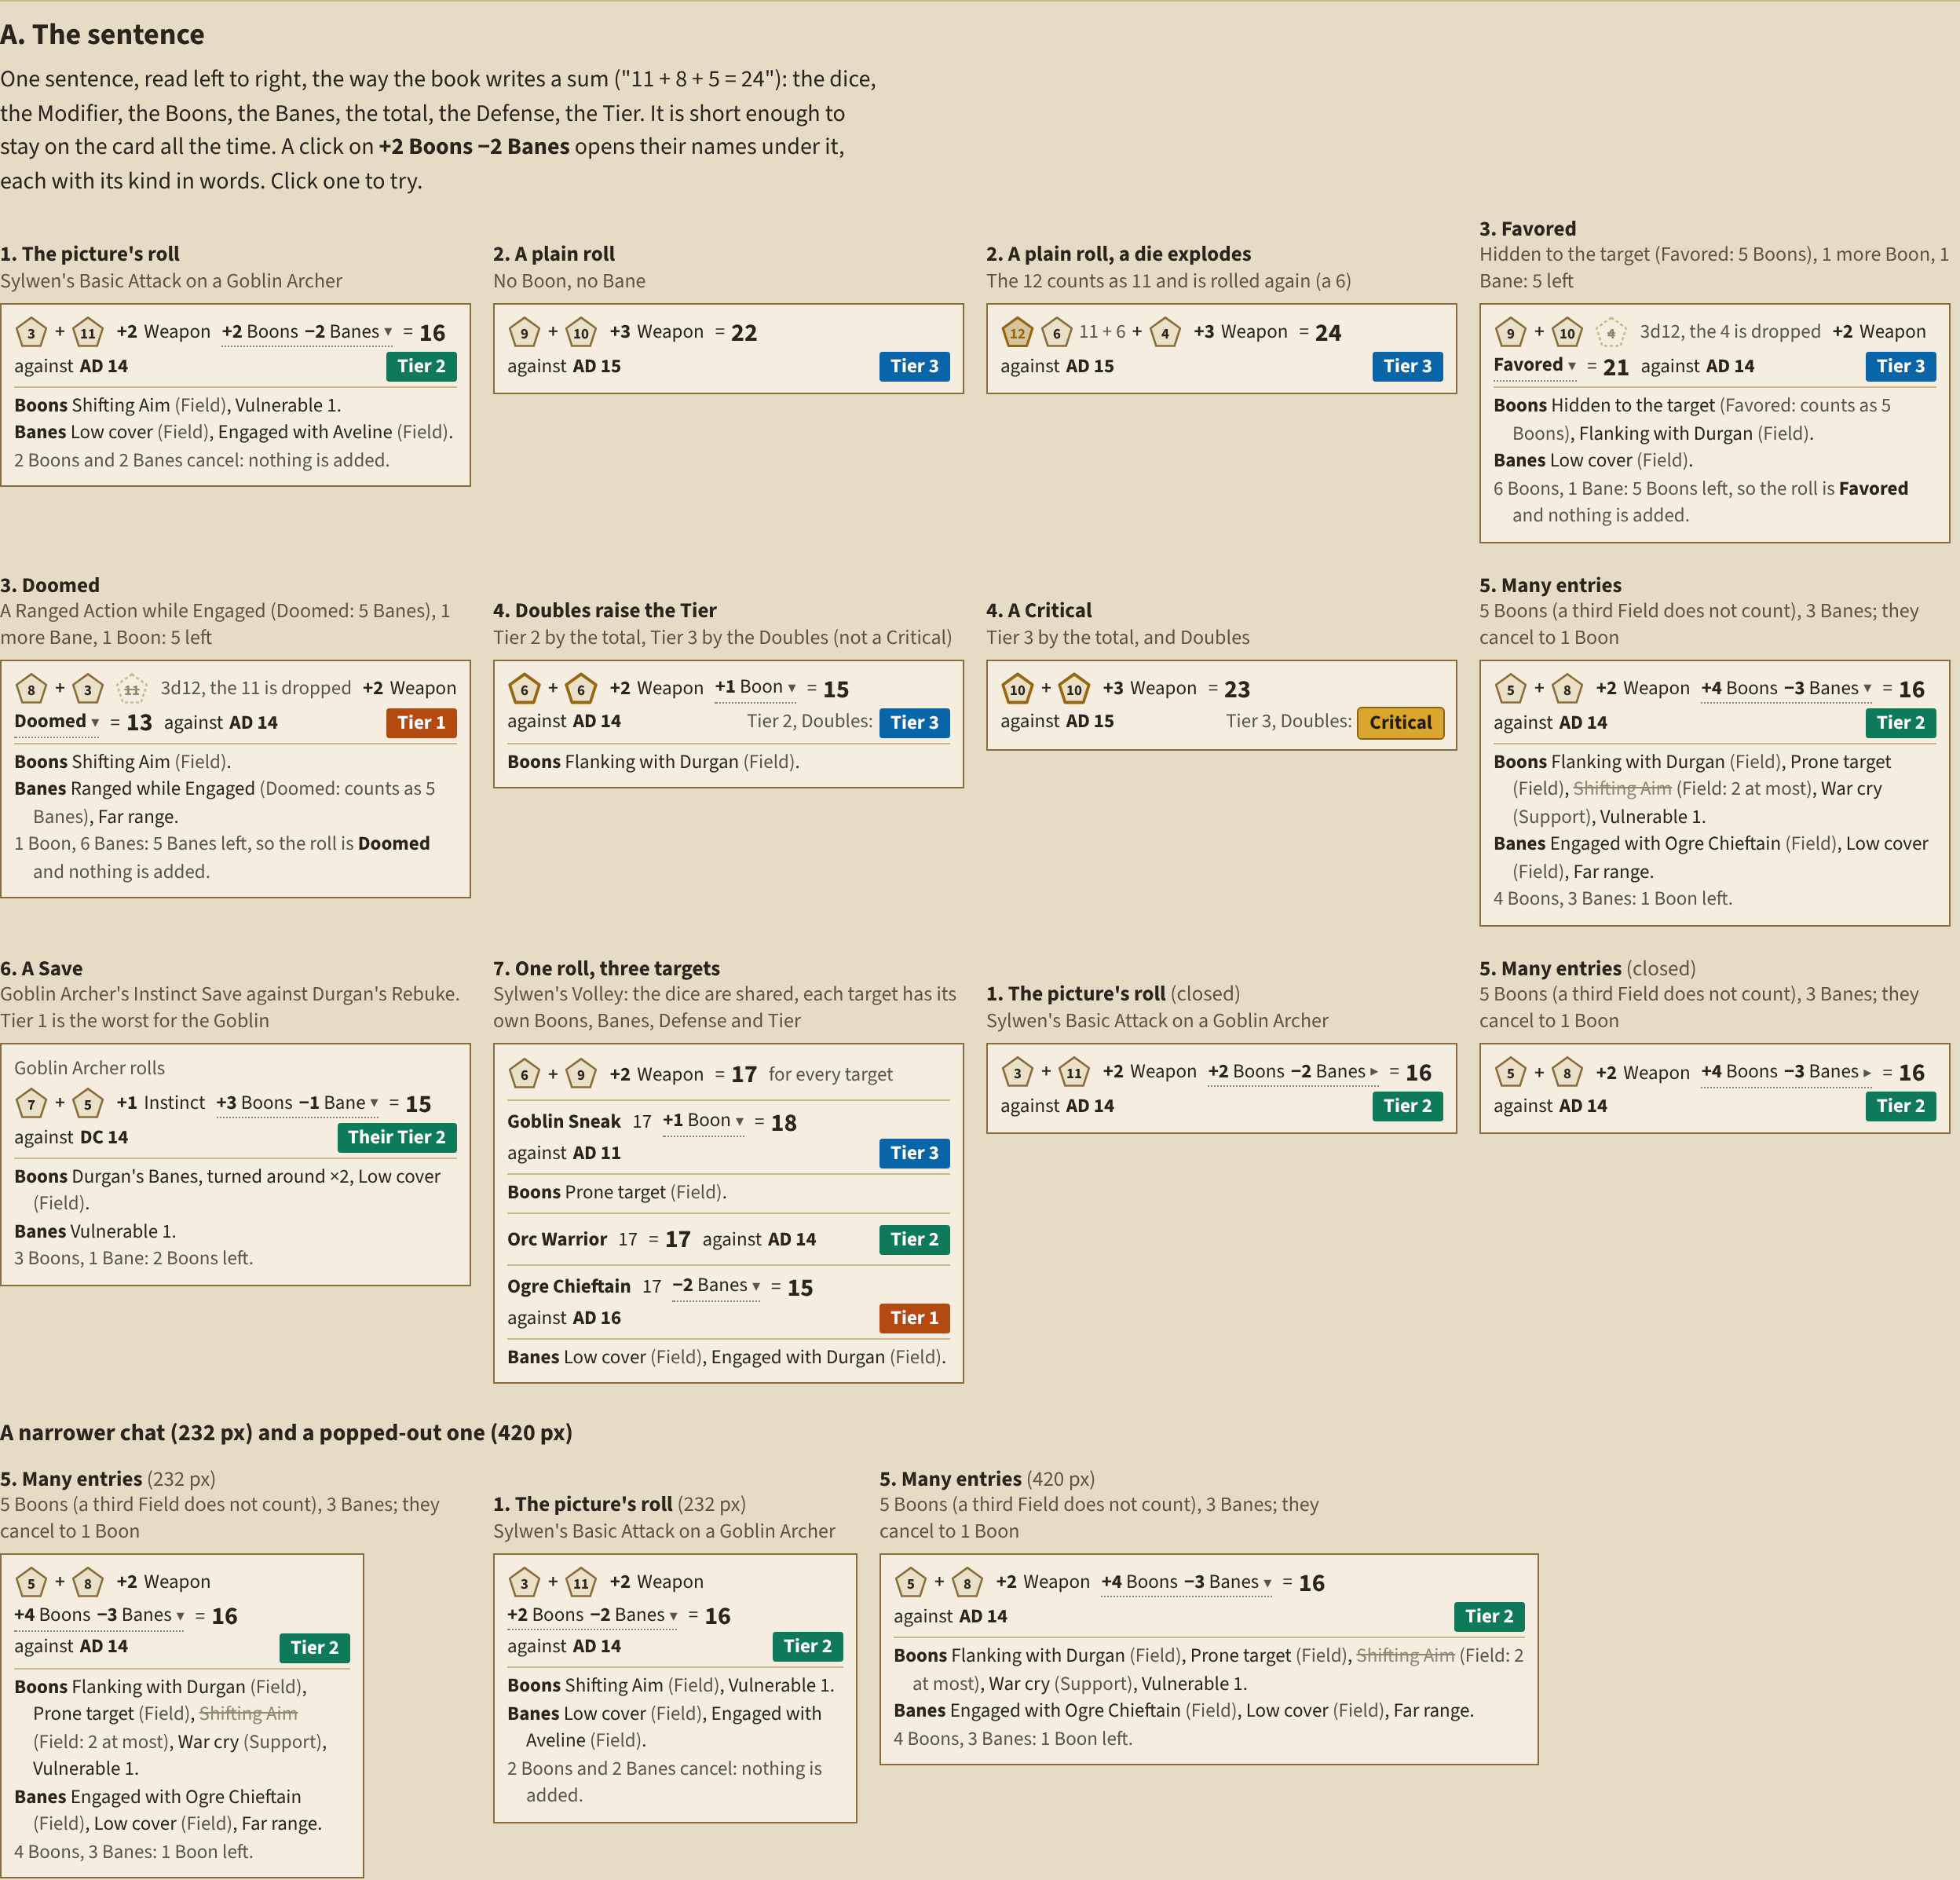 A. The sentence
One sentence, read left to right, the way the book writes a sum ("11 + 8 + 5 = 24"): the dice,
the Modifier, the Boons, the Banes, the total, the Defense, the Tier. It is short enough to
stay on the card all the time. A click on +2 Boons −2 Banes opens their names under it,
each with its kind in words. Click one to try.
1. The picture's roll
Sylwen's Basic Attack on a Goblin Archer
3 + 11 +2 Weapon +2 Boons −2 Banes ▾ = 16
against AD 14 Tier 2
Boons Shifting Aim (Field), Vulnerable 1.
Banes Low cover (Field), Engaged with Aveline (Field).
2 Boons and 2 Banes cancel: nothing is added.
2. A plain roll
No Boon, no Bane
9 + 10 +3 Weapon = 22
against AD 15 Tier 3
2. A plain roll, a die explodes
The 12 counts as 11 and is rolled again (a 6)
12 6 11 + 6 + 4 +3 Weapon = 24
against AD 15 Tier 3
3. Favored
Hidden to the target (Favored: 5 Boons), 1 more Boon, 1
Bane: 5 left
9 + 10 4 3d12, the 4 is dropped +2 Weapon
Favored ▾ = 21 against AD 14 Tier 3
Boons Hidden to the target (Favored: counts as 5
Boons), Flanking with Durgan (Field).
Banes Low cover (Field).
6 Boons, 1 Bane: 5 Boons left, so the roll is Favored
and nothing is added.
3. Doomed
A Ranged Action while Engaged (Doomed: 5 Banes), 1
more Bane, 1 Boon: 5 left
8 + 3 11 3d12, the 11 is dropped +2 Weapon
Doomed ▾ = 13 against AD 14 Tier 1
Boons Shifting Aim (Field).
Banes Ranged while Engaged (Doomed: counts as 5
Banes), Far range.
1 Boon, 6 Banes: 5 Banes left, so the roll is Doomed
and nothing is added.
4. Doubles raise the Tier
Tier 2 by the total, Tier 3 by the Doubles (not a Critical)
6 + 6 +2 Weapon +1 Boon ▾ = 15
against AD 14 Tier 2, Doubles: Tier 3
Boons Flanking with Durgan (Field).
4. A Critical
Tier 3 by the total, and Doubles
10 + 10 +3 Weapon = 23
against AD 15 Tier 3, Doubles: Critical
5. Many entries
5 Boons (a third Field does not count), 3 Banes; they
cancel to 1 Boon
5 + 8 +2 Weapon +4 Boons −3 Banes ▾ = 16
against AD 14 Tier 2
Boons Flanking with Durgan (Field), Prone target
(Field), Shifting Aim (Field: 2 at most), War cry
(Support), Vulnerable 1.
Banes Engaged with Ogre Chieftain (Field), Low cover
(Field), Far range.
4 Boons, 3 Banes: 1 Boon left.
6. A Save
Goblin Archer's Instinct Save against Durgan's Rebuke.
Tier 1 is the worst for the Goblin
Goblin Archer rolls
7 + 5 +1 Instinct +3 Boons −1 Bane ▾ = 15
against DC 14 Their Tier 2
Boons Durgan's Banes, turned around ×2, Low cover
(Field).
Banes Vulnerable 1.
3 Boons, 1 Bane: 2 Boons left.
7. One roll, three targets
Sylwen's Volley: the dice are shared, each target has its
own Boons, Banes, Defense and Tier
6 + 9 +2 Weapon = 17 for every target
Goblin Sneak 17 +1 Boon ▾ = 18
against AD 11 Tier 3
Boons Prone target (Field).
Orc Warrior 17 = 17 against AD 14 Tier 2
Ogre Chieftain 17 −2 Banes ▾ = 15
against AD 16 Tier 1
Banes Low cover (Field), Engaged with Durgan (Field).
1. The picture's roll (closed)
Sylwen's Basic Attack on a Goblin Archer
3 + 11 +2 Weapon +2 Boons −2 Banes ▸ = 16
against AD 14 Tier 2
5. Many entries (closed)
5 Boons (a third Field does not count), 3 Banes; they
cancel to 1 Boon
5 + 8 +2 Weapon +4 Boons −3 Banes ▸ = 16
against AD 14 Tier 2
A narrower chat (232 px) and a popped-out one (420 px)
5. Many entries (232 px)
5 Boons (a third Field does not count), 3 Banes; they
cancel to 1 Boon
5 + 8 +2 Weapon
+4 Boons −3 Banes ▾ = 16
against AD 14 Tier 2
Boons Flanking with Durgan (Field),
Prone target (Field), Shifting Aim
(Field: 2 at most), War cry (Support),
Vulnerable 1.
Banes Engaged with Ogre Chieftain
(Field), Low cover (Field), Far range.
4 Boons, 3 Banes: 1 Boon left.
1. The picture's roll (232 px)
Sylwen's Basic Attack on a Goblin Archer
3 + 11 +2 Weapon
+2 Boons −2 Banes ▾ = 16
against AD 14 Tier 2
Boons Shifting Aim (Field), Vulnerable 1.
Banes Low cover (Field), Engaged with
Aveline (Field).
2 Boons and 2 Banes cancel: nothing is
added.
5. Many entries (420 px)
5 Boons (a third Field does not count), 3 Banes; they
cancel to 1 Boon
5 + 8 +2 Weapon +4 Boons −3 Banes ▾ = 16
against AD 14 Tier 2
Boons Flanking with Durgan (Field), Prone target (Field), Shifting Aim (Field: 2
at most), War cry (Support), Vulnerable 1.
Banes Engaged with Ogre Chieftain (Field), Low cover (Field), Far range.
4 Boons, 3 Banes: 1 Boon left.